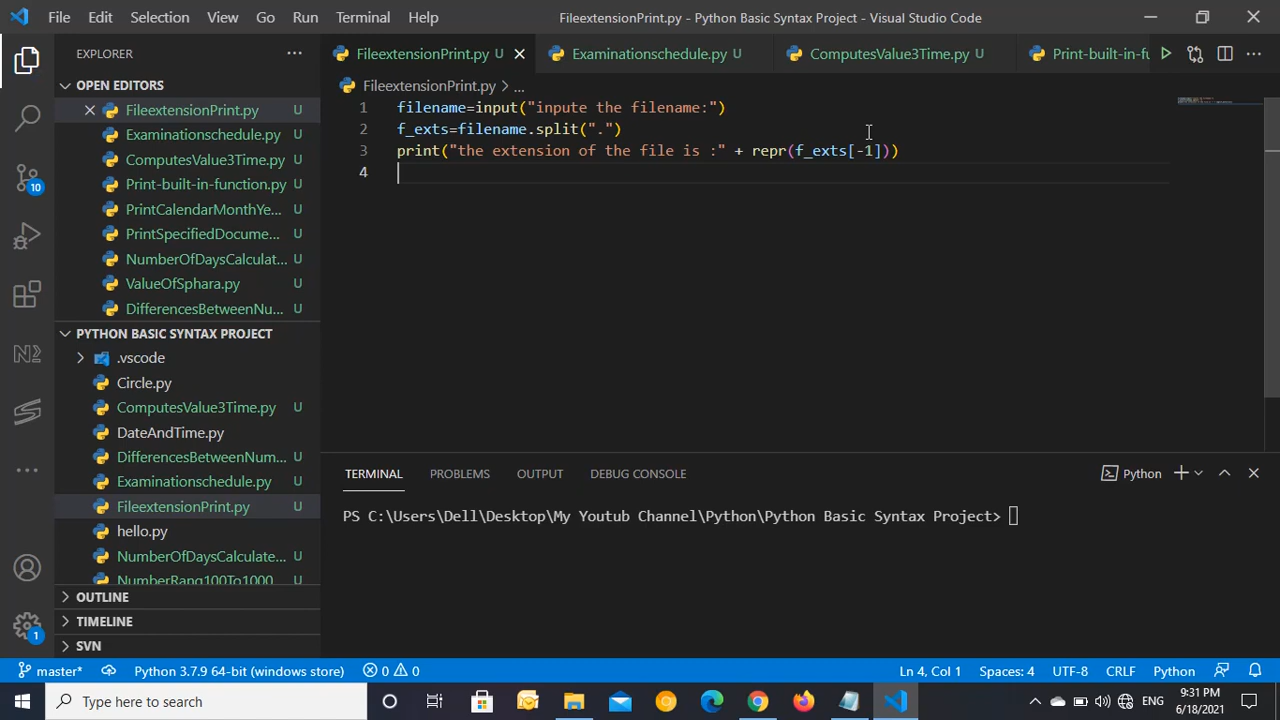 File Edit Selection View Go Run Terminal Help FileextensionPrint.py - Python Basic Syntax Project - Visual Studio Code
EXPLORER
OPEN EDITORS
FileextensionPrint.py U
Examinationschedule.py U
ComputesValue3Time.py U
Print-built-in-function.py U
PrintCalendarMonthYe... U
PrintSpecifiedDocume... U
NumberOfDaysCalculat... U
ValueOfSphara.py U
DifferencesBetweenNu... U
PYTHON BASIC SYNTAX PROJECT
.vscode
Circle.py
ComputesValue3Time.py U
DateAndTime.py
DifferencesBetweenNum... U
Examinationschedule.py U
FileextensionPrint.py U
hello.py
NumberOfDaysCalculate... U
NumberRang100To1000 U
OUTLINE
TIMELINE
SVN
10
1
FileextensionPrint.py U Examinationschedule.py U ComputesValue3Time.py U Print-built-in-fu
FileextensionPrint.py > ...
1 filename=input("inpute the filename:")
2 f_exts=filename.split(".")
3 print("the extension of the file is :" + repr(f_exts[-1]))
4
TERMINAL PROBLEMS OUTPUT DEBUG CONSOLE Python
PS C:\Users\Dell\Desktop\My Youtub Channel\Python\Python Basic Syntax Project>
master* Python 3.7.9 64-bit (windows store) 0 0 Ln 4, Col 1 Spaces: 4 UTF-8 CRLF Python
Type here to search
ENG
9:31 PM
6/18/2021